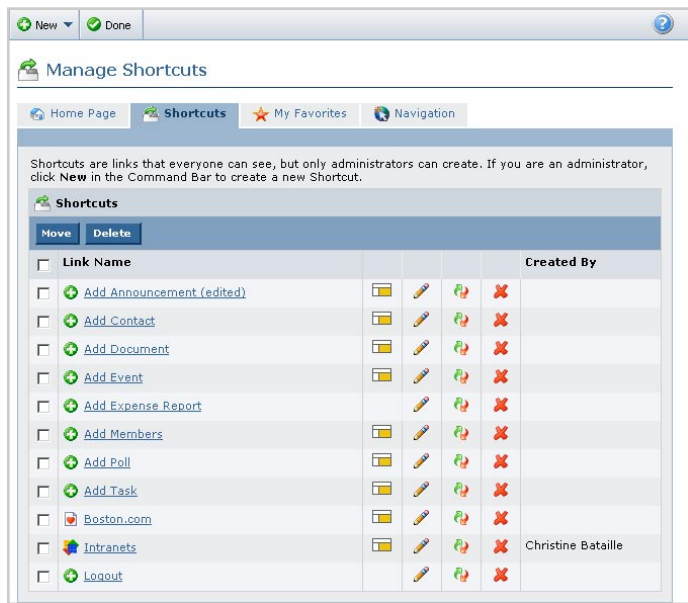 New Done ?
Manage Shortcuts
Home Page Shortcuts My Favorites Navigation
Shortcuts are links that everyone can see, but only administrators can create. If you are an administrator,
click New in the Command Bar to create a new Shortcut.
Shortcuts
Move Delete
Link Name Created By
Add Announcement (edited)
Add Contact
Add Document
Add Event
Add Expense Report
Add Members
Add Poll
Add Task
Boston.com
Intranets Christine Bataille
Logout